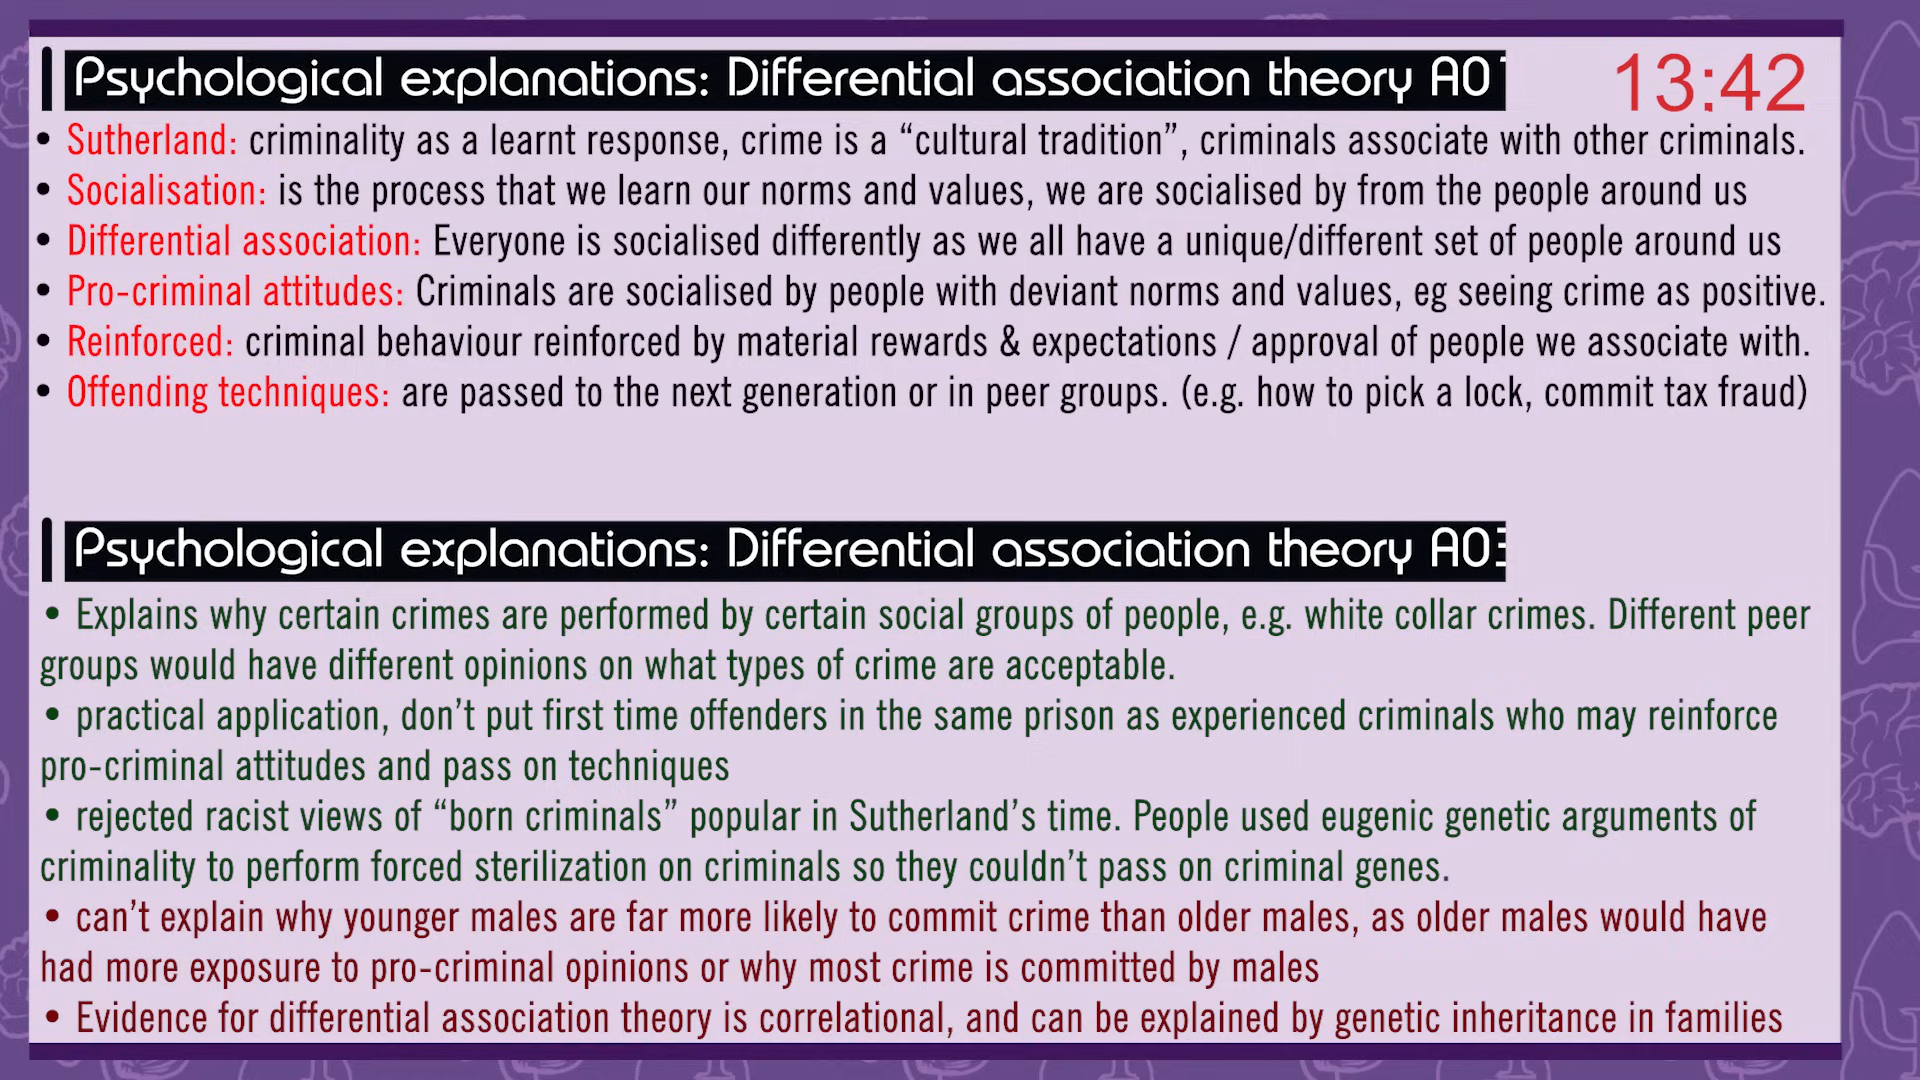 Psychological explanations: Differential association theory AO1
13:42
• Sutherland: criminality as a learnt response, crime is a “cultural tradition”, criminals associate with other criminals.
• Socialisation: is the process that we learn our norms and values, we are socialised by from the people around us
• Differential association: Everyone is socialised differently as we all have a unique/different set of people around us
• Pro-criminal attitudes: Criminals are socialised by people with deviant norms and values, eg seeing crime as positive.
• Reinforced: criminal behaviour reinforced by material rewards & expectations / approval of people we associate with.
• Offending techniques: are passed to the next generation or in peer groups. (e.g. how to pick a lock, commit tax fraud)
Psychological explanations: Differential association theory AO3
• Explains why certain crimes are performed by certain social groups of people, e.g. white collar crimes. Different peer
groups would have different opinions on what types of crime are acceptable.
• practical application, don’t put first time offenders in the same prison as experienced criminals who may reinforce
pro-criminal attitudes and pass on techniques
• rejected racist views of “born criminals” popular in Sutherland’s time. People used eugenic genetic arguments of
criminality to perform forced sterilization on criminals so they couldn’t pass on criminal genes.
• can’t explain why younger males are far more likely to commit crime than older males, as older males would have
had more exposure to pro-criminal opinions or why most crime is committed by males
• Evidence for differential association theory is correlational, and can be explained by genetic inheritance in families